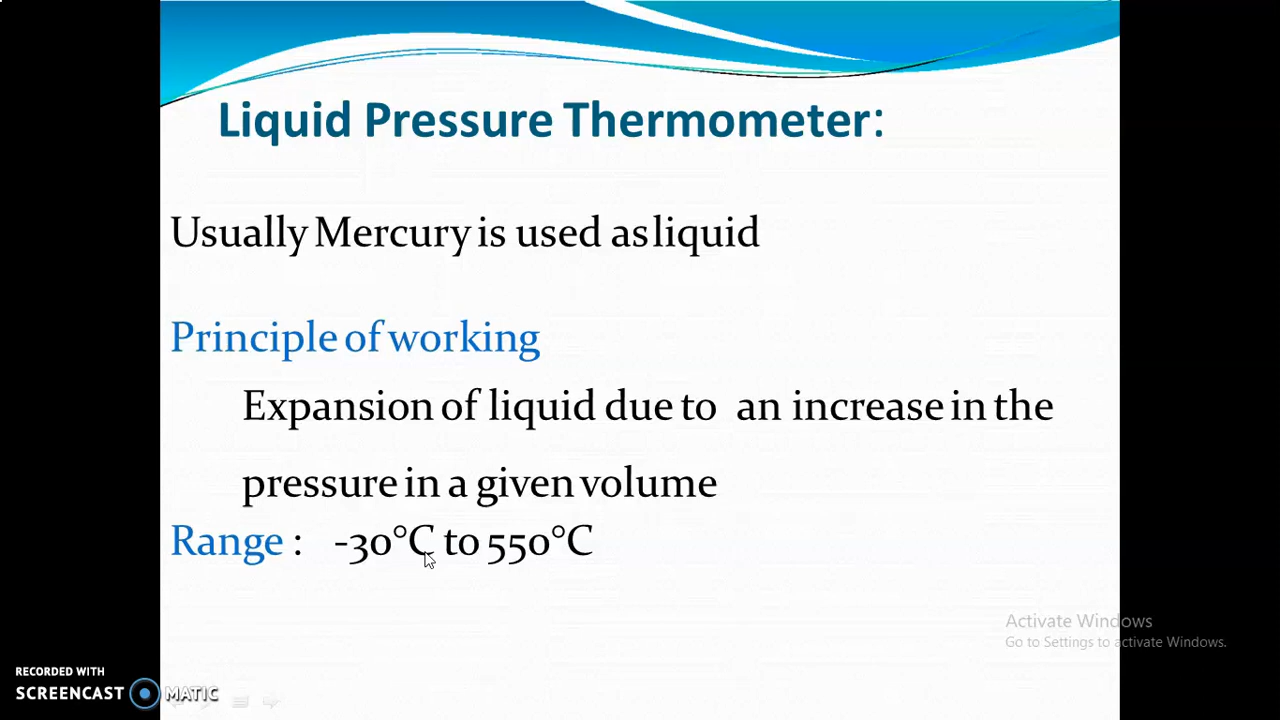 Liquid Pressure Thermometer:
Usually Mercury is used as liquid
Principle of working
Expansion of liquid due to an increase in the
pressure in a given volume
Range : -30°C to 550°C
Activate Windows
Go to Settings to activate Windows.
RECORDED WITH
SCREENCAST MATIC